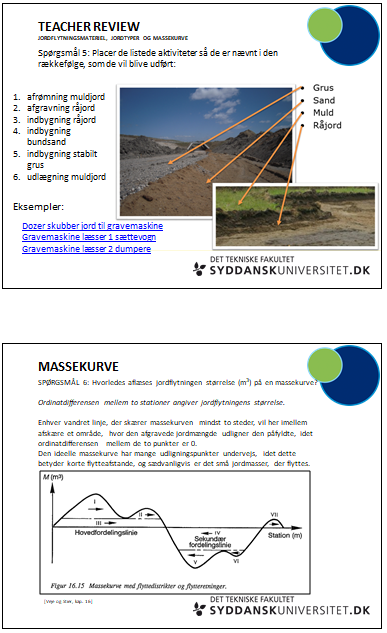 TEACHER REVIEW
JORDFLYTNINGSMATERIEL, JORDTYPER OG MASSEKURVE
Spørgsmål 5: Placer de listede aktiviteter så de er nævnt i den
rækkefølge, som de vil blive udført:
1. afrømning muldjord
2. afgravning råjord
3. indbygning råjord
4. indbygning
bundsand
5. indbygning stabilt
grus
6. udlægning muldjord
• Grus
• Sand
• Muld
• Råjord
Eksempler:
Dozer skubber jord til gravemaskine
Gravemaskine læsser 1 sættevogn
Gravemaskine læsser 2 dumpere
DET TEKNISKE FAKULTET
SYDDANSKUNIVERSITET.DK
MASSEKURVE
SPØRGSMÅL 6: Hvorledes aflæses jordflytningen størrelse (m³) på en massekurve?
Ordinatdifferensen mellem to stationer angiver jordflytningens størrelse.
Enhver vandret linje, der skærer massekurven mindst to steder, vil her imellem
afskære et område, hvor den afgravede jordmængde udligner den påfyldte, idet
ordinatdifferensen mellem de to punkter er 0.
Den ideelle massekurve har mange udligningspunkter undervejs, idet dette
betyder korte flytteafstande, og sædvanligvis er det små jordmasser, der flyttes.
M (m³)
I
II
III
VII
Hovedfordelingslinie
IV
Sekundær
fordelingslinie
Station (m)
V
VI
Figur 16.15 Massekurve med flyttedistrikter og flytteretninger.
[Veje og Stier, kap. 16]
DET TEKNISKE FAKULTET
SYDDANSKUNIVERSITET.DK